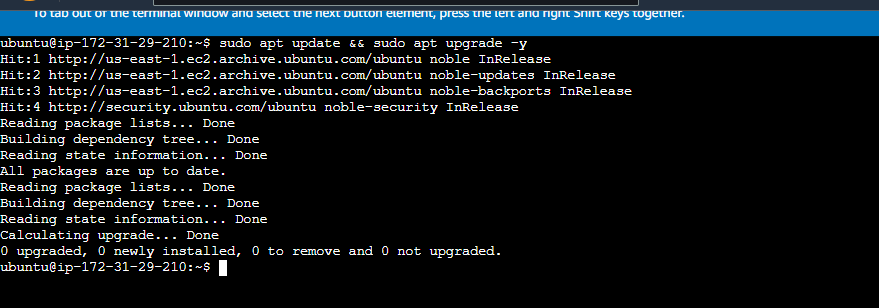 To tab out of the terminal window and select the next button element, press the left and right Shift keys together.
ubuntu@ip-172-31-29-210:~$ sudo apt update && sudo apt upgrade -y
Hit:1 http://us-east-1.ec2.archive.ubuntu.com/ubuntu noble InRelease
Hit:2 http://us-east-1.ec2.archive.ubuntu.com/ubuntu noble-updates InRelease
Hit:3 http://us-east-1.ec2.archive.ubuntu.com/ubuntu noble-backports InRelease
Hit:4 http://security.ubuntu.com/ubuntu noble-security InRelease
Reading package lists... Done
Building dependency tree... Done
Reading state information... Done
All packages are up to date.
Reading package lists... Done
Building dependency tree... Done
Reading state information... Done
Calculating upgrade... Done
0 upgraded, 0 newly installed, 0 to remove and 0 not upgraded.
ubuntu@ip-172-31-29-210:~$